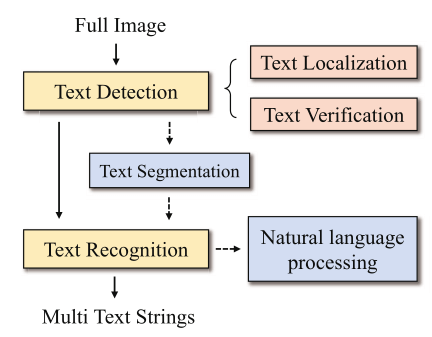 Full Image
Text Detection
Text Localization
Text Verification
Text Segmentation
Text Recognition
Natural language
processing
Multi Text Strings